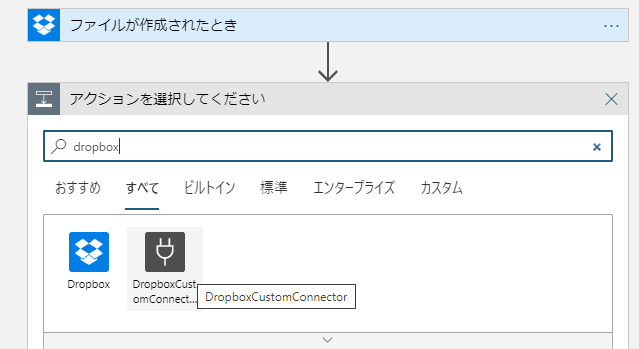 ファイルが作成されたとき
アクションを選択してください
dropbox
おすすめ すべて ビルトイン 標準 エンタープライズ カスタム
Dropbox
DropboxCust
omConnect...
DropboxCustomConnector